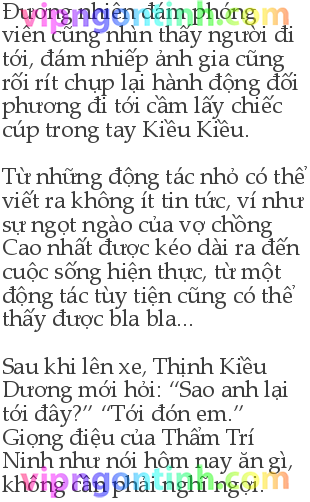 Đương nhiên đám phóng
viên cũng nhìn thấy người đi
tới, đám nhiếp ảnh gia cũng
rối rít chụp lại hành động đối
phương đi tới cầm lấy chiếc
cúp trong tay Kiều Kiều.
Từ những động tác nhỏ có thể
viết ra không ít tin tức, ví như
sự ngọt ngào của vợ chồng
Cao nhất được kéo dài ra đến
cuộc sống hiện thực, từ một
động tác tùy tiện cũng có thể
thấy được bla bla...
Sau khi lên xe, Thịnh Kiều
Dương mới hỏi: “Sao anh lại
tới đây?” “Tới đón em.”
Giọng điệu của Thẩm Trí
Ninh như nói hôm nay ăn gì,
không cần phải nghĩ ngợi.
vipngontinh.com
vipngontinh.com